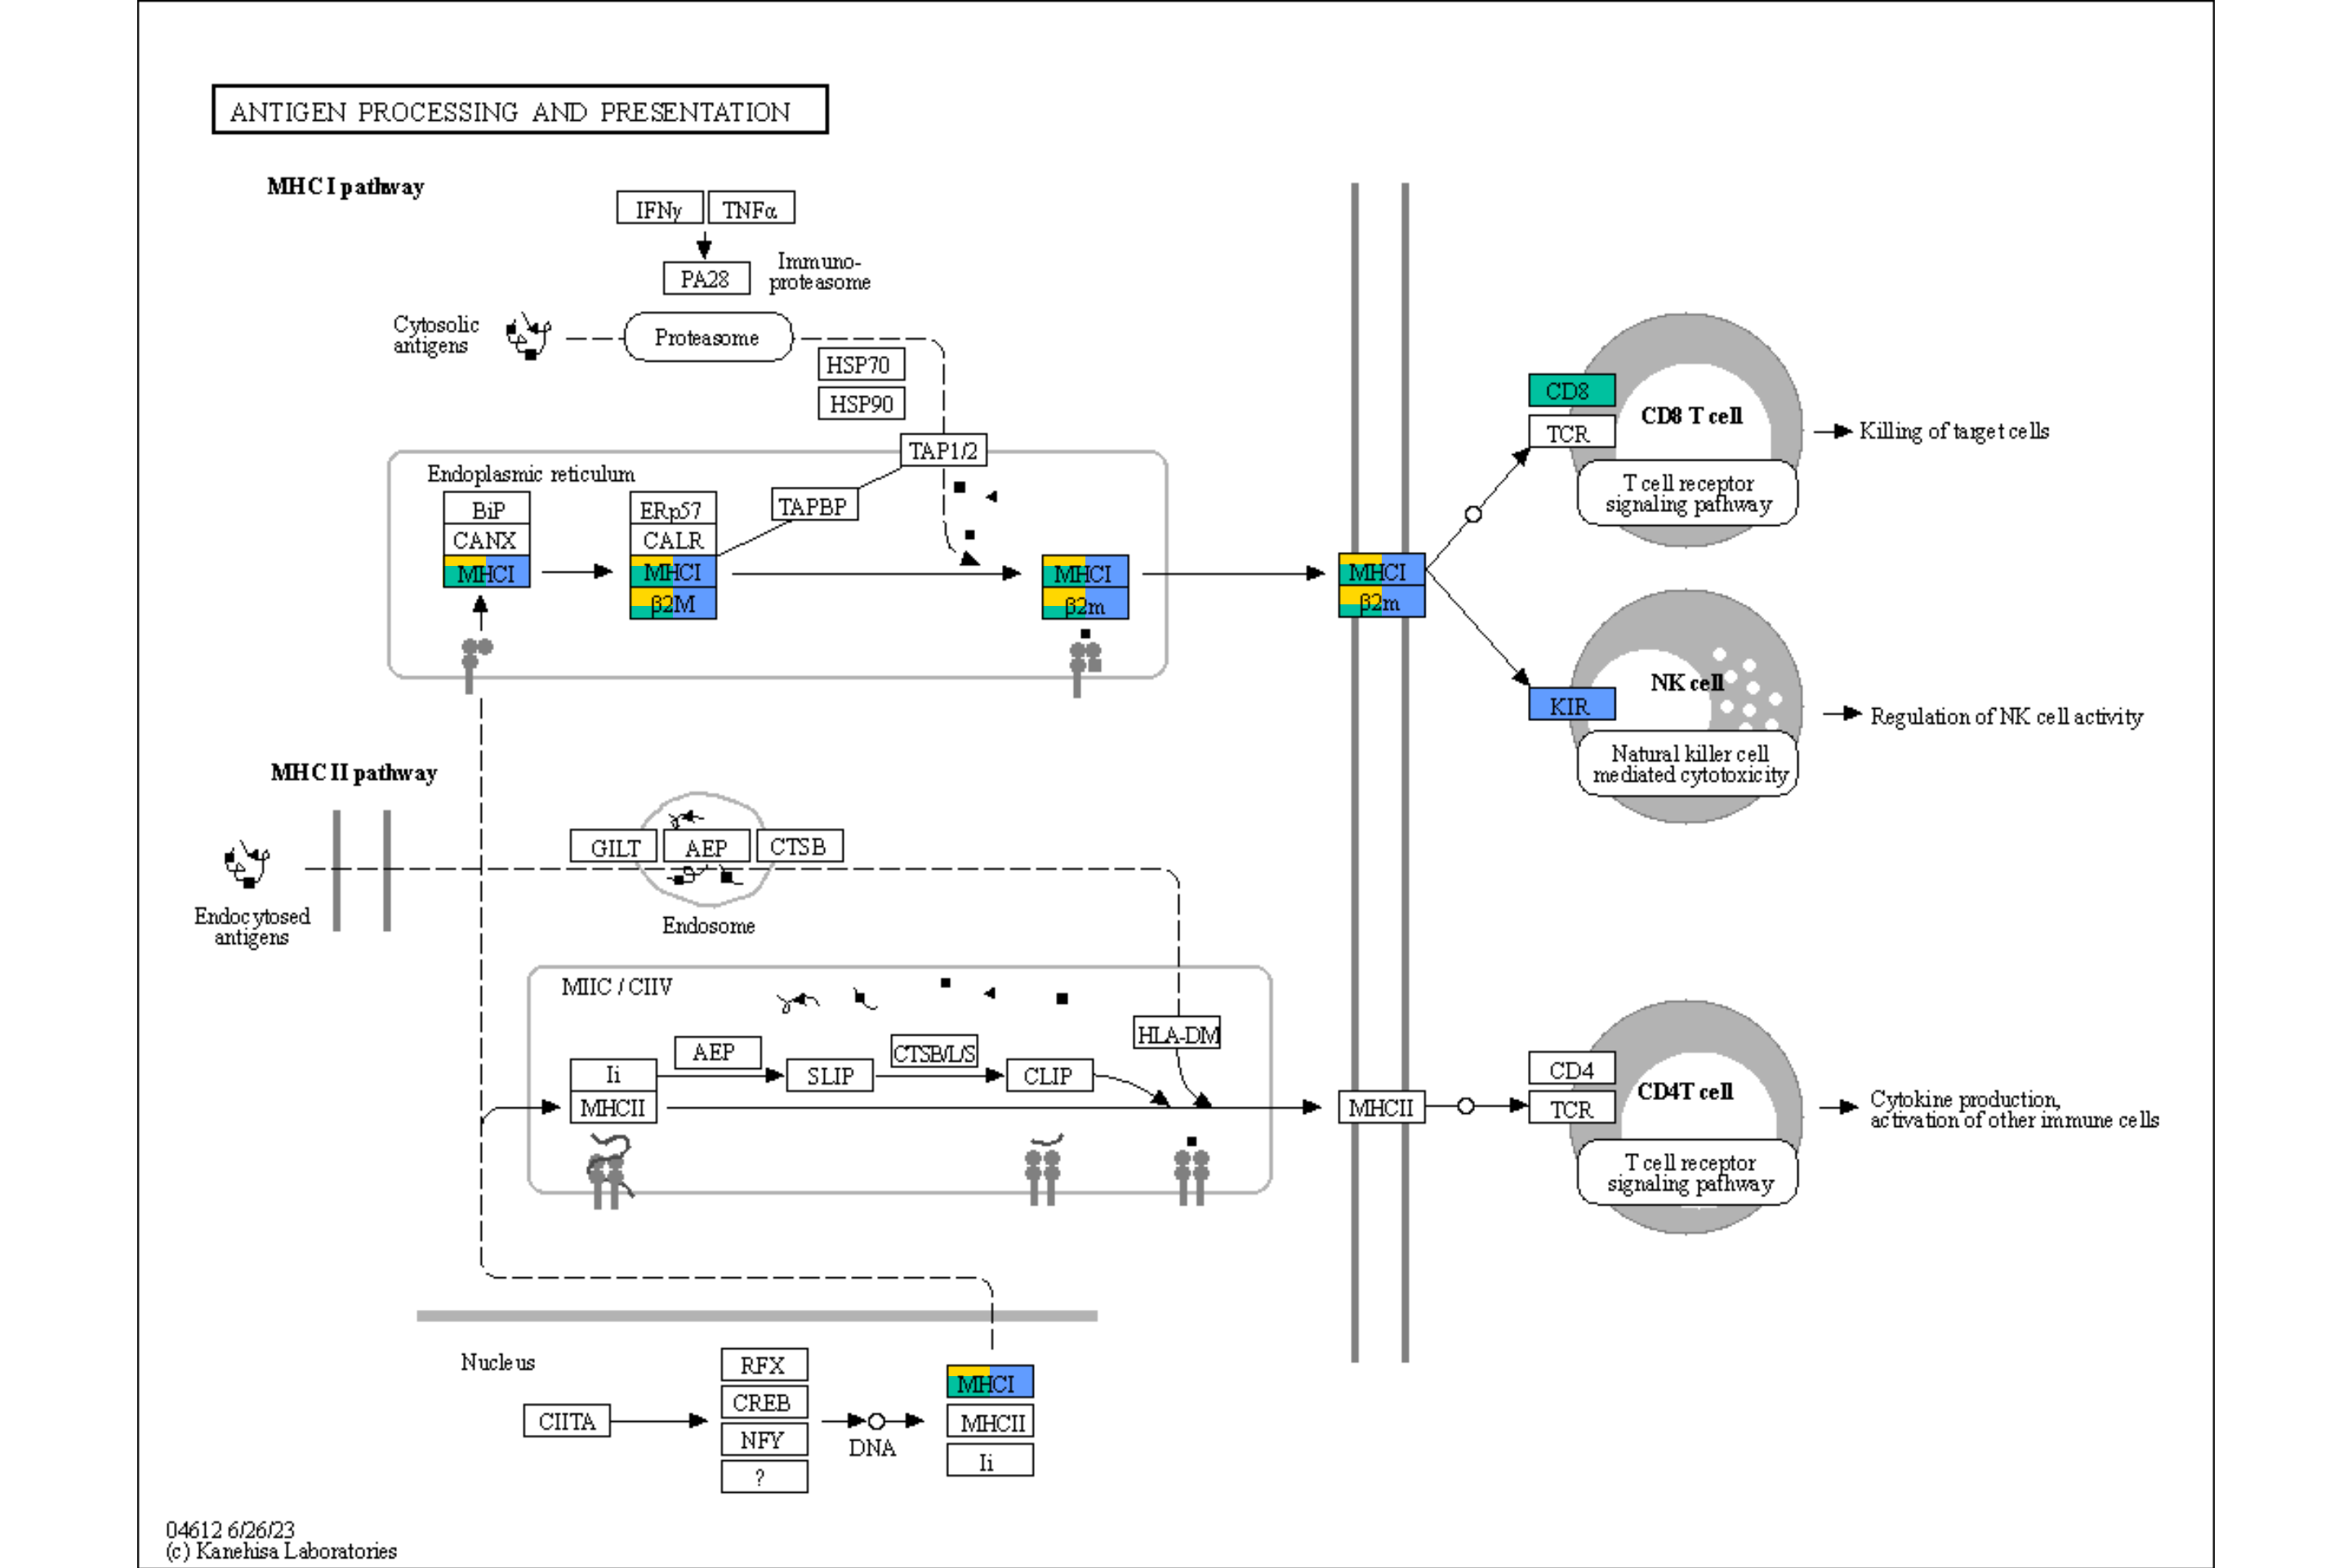 ANTIGEN PROCESSING AND PRESENTATION
MHC I pathway
IFNγ
TNFα
PA28
Immuno-
proteasome
Cytosolic
antigens
Proteasome
HSP70
HSP90
TAP1/2
Endoplasmic reticulum
BiP
CANX
MHCI
ERp57
CALR
MHCI
β2M
TAPBP
MHCI
β2m
MHCI
β2m
CD8
TCR
CD8 T cell
T cell receptor
signaling pathway
Killing of target cells
KIR
NK cell
Natural killer cell
mediated cytotoxicity
Regulation of NK cell activity
MHC II pathway
Endocytosed
antigens
GILT
AEP
CTSB
Endosome
MIIC / CIIV
Ii
MHCII
AEP
SLIP
CTSB/L/S
CLIP
HLA-DM
MHCII
CD4
TCR
CD4T cell
T cell receptor
signaling pathway
Cytokine production,
activation of other immune cells
Nucleus
CIITA
RFX
CREB
NFY
?
DNA
MHCI
MHCII
Ii
04612 6/26/23
(c) Kanehisa Laboratories